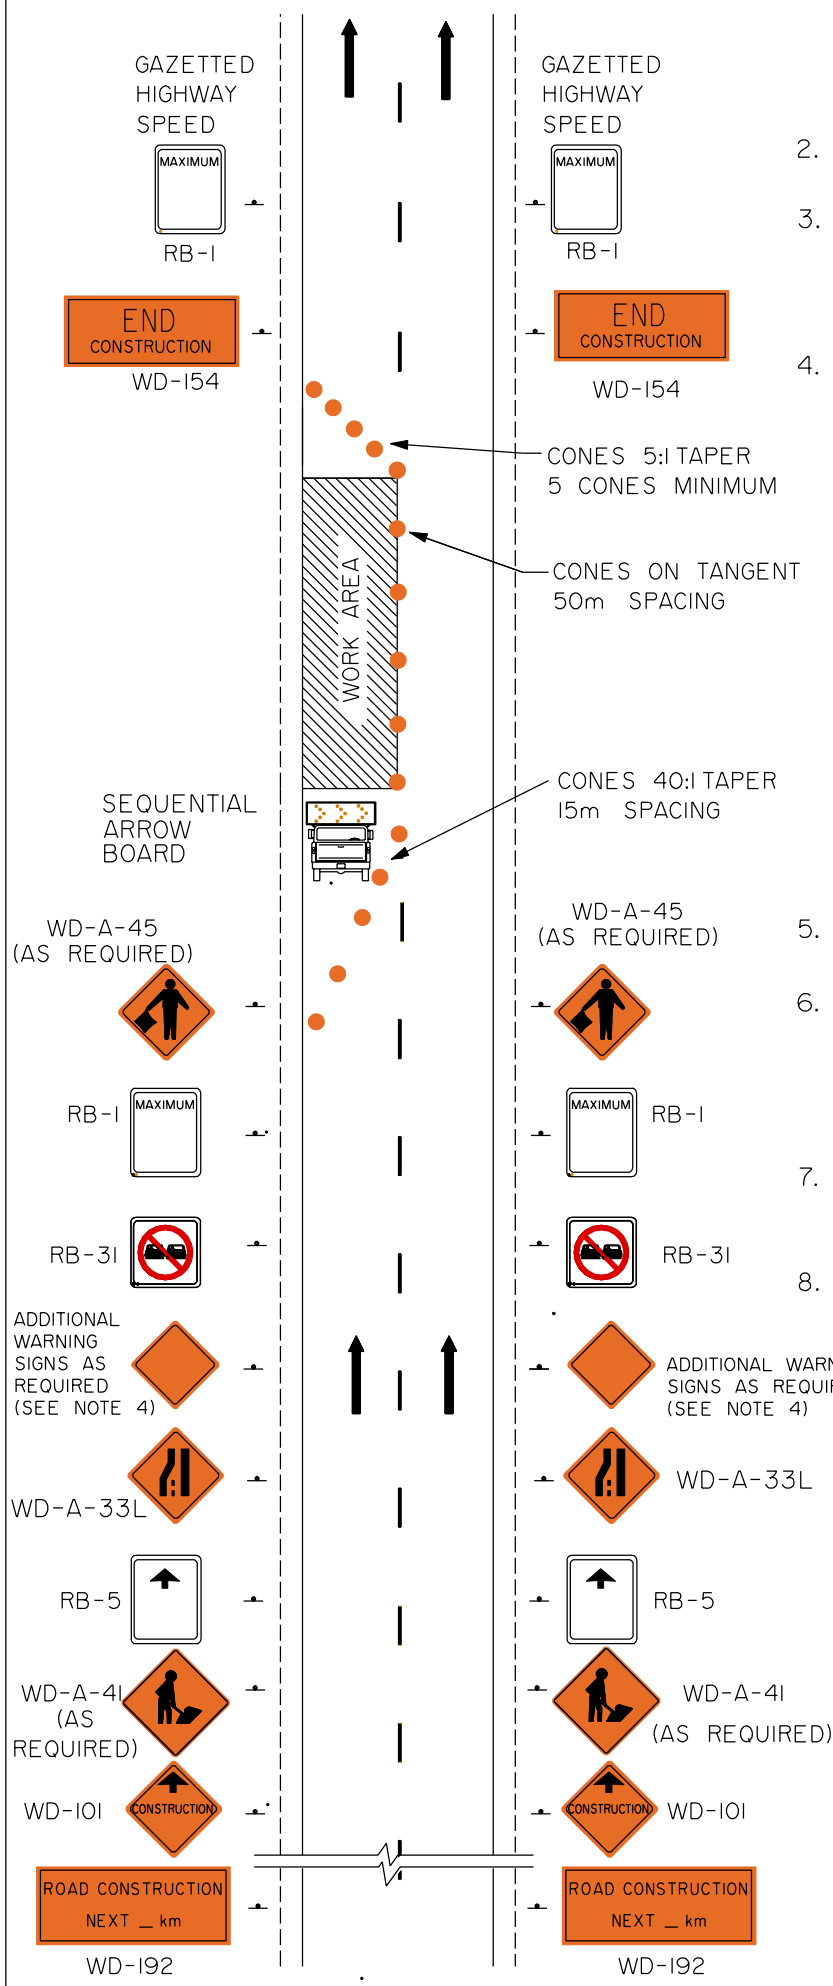 GAZETTED
HIGHWAY
SPEED
GAZETTED
HIGHWAY
SPEED
MAXIMUM
MAXIMUM
2.
3.
RB-1
RB-1
END
CONSTRUCTION
END
CONSTRUCTION
WD-154
WD-154
4.
CONES 5:1 TAPER
5 CONES MINIMUM
CONES ON TANGENT
50m SPACING
WORK AREA
CONES 40:1 TAPER
15m SPACING
SEQUENTIAL
ARROW
BOARD
WD-A-45
(AS REQUIRED)
WD-A-45
(AS REQUIRED)
5.
6.
RB-1
MAXIMUM
MAXIMUM
RB-1
7.
RB-31
RB-31
8.
ADDITIONAL
WARNING
SIGNS AS
REQUIRED
(SEE NOTE 4)
ADDITIONAL WARN
SIGNS AS REQUI
(SEE NOTE 4)
WD-A-33L
WD-A-33L
RB-5
RB-5
WD-A-41
(AS
REQUIRED)
WD-A-41
(AS REQUIRED)
WD-101
CONSTRUCTION
CONSTRUCTION
WD-101
ROAD CONSTRUCTION
NEXT _ km
ROAD CONSTRUCTION
NEXT _ km
WD-192
WD-192